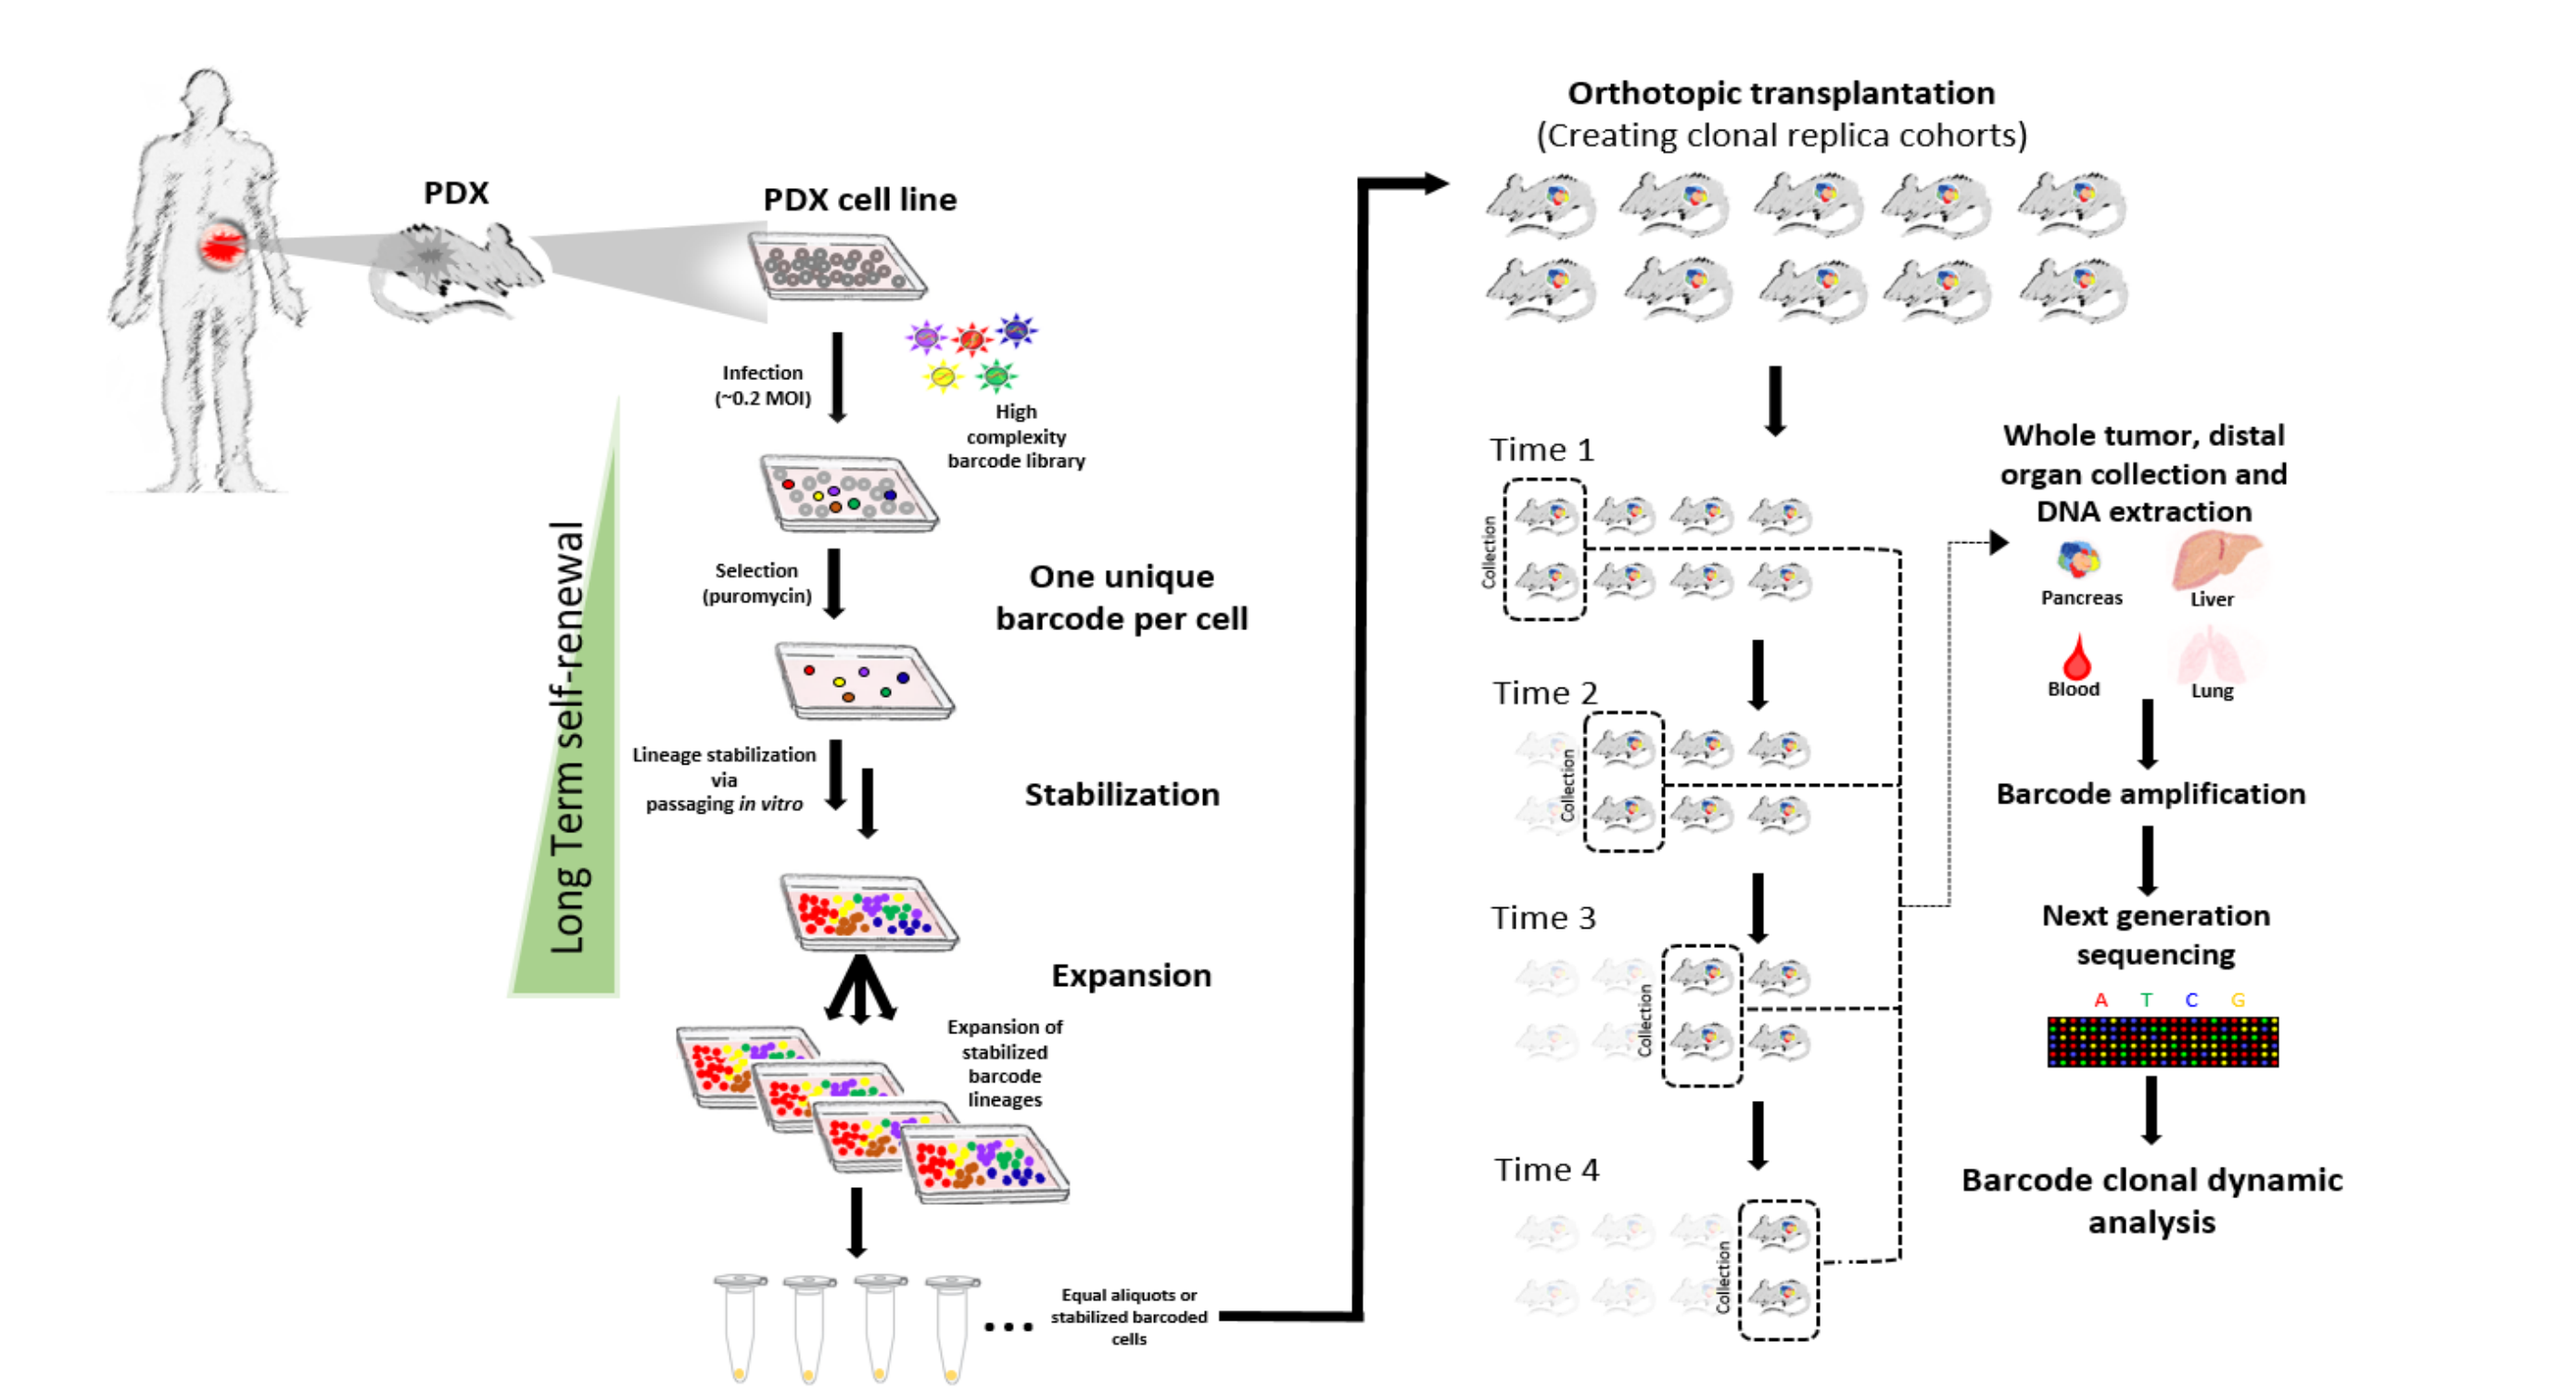 PDX
PDX cell line
Infection
(~0.2 MOI)
High
complexity
barcode library
Selection
(puromycin)
One unique
barcode per cell
Long Term self-renewal
Lineage stabilization
via
passaging in vitro
Stabilization
Expansion
Expansion of
stabilized
barcode
lineages
Equal aliquots or
stabilized barcoded
cells
Orthotopic transplantation
(Creating clonal replica cohorts)
Time 1
Collection
Time 2
Collection
Time 3
Collection
Time 4
Collection
Whole tumor, distal
organ collection and
DNA extraction
Pancreas
Liver
Blood
Lung
Barcode amplification
Next generation
sequencing
A T C G
Barcode clonal dynamic
analysis